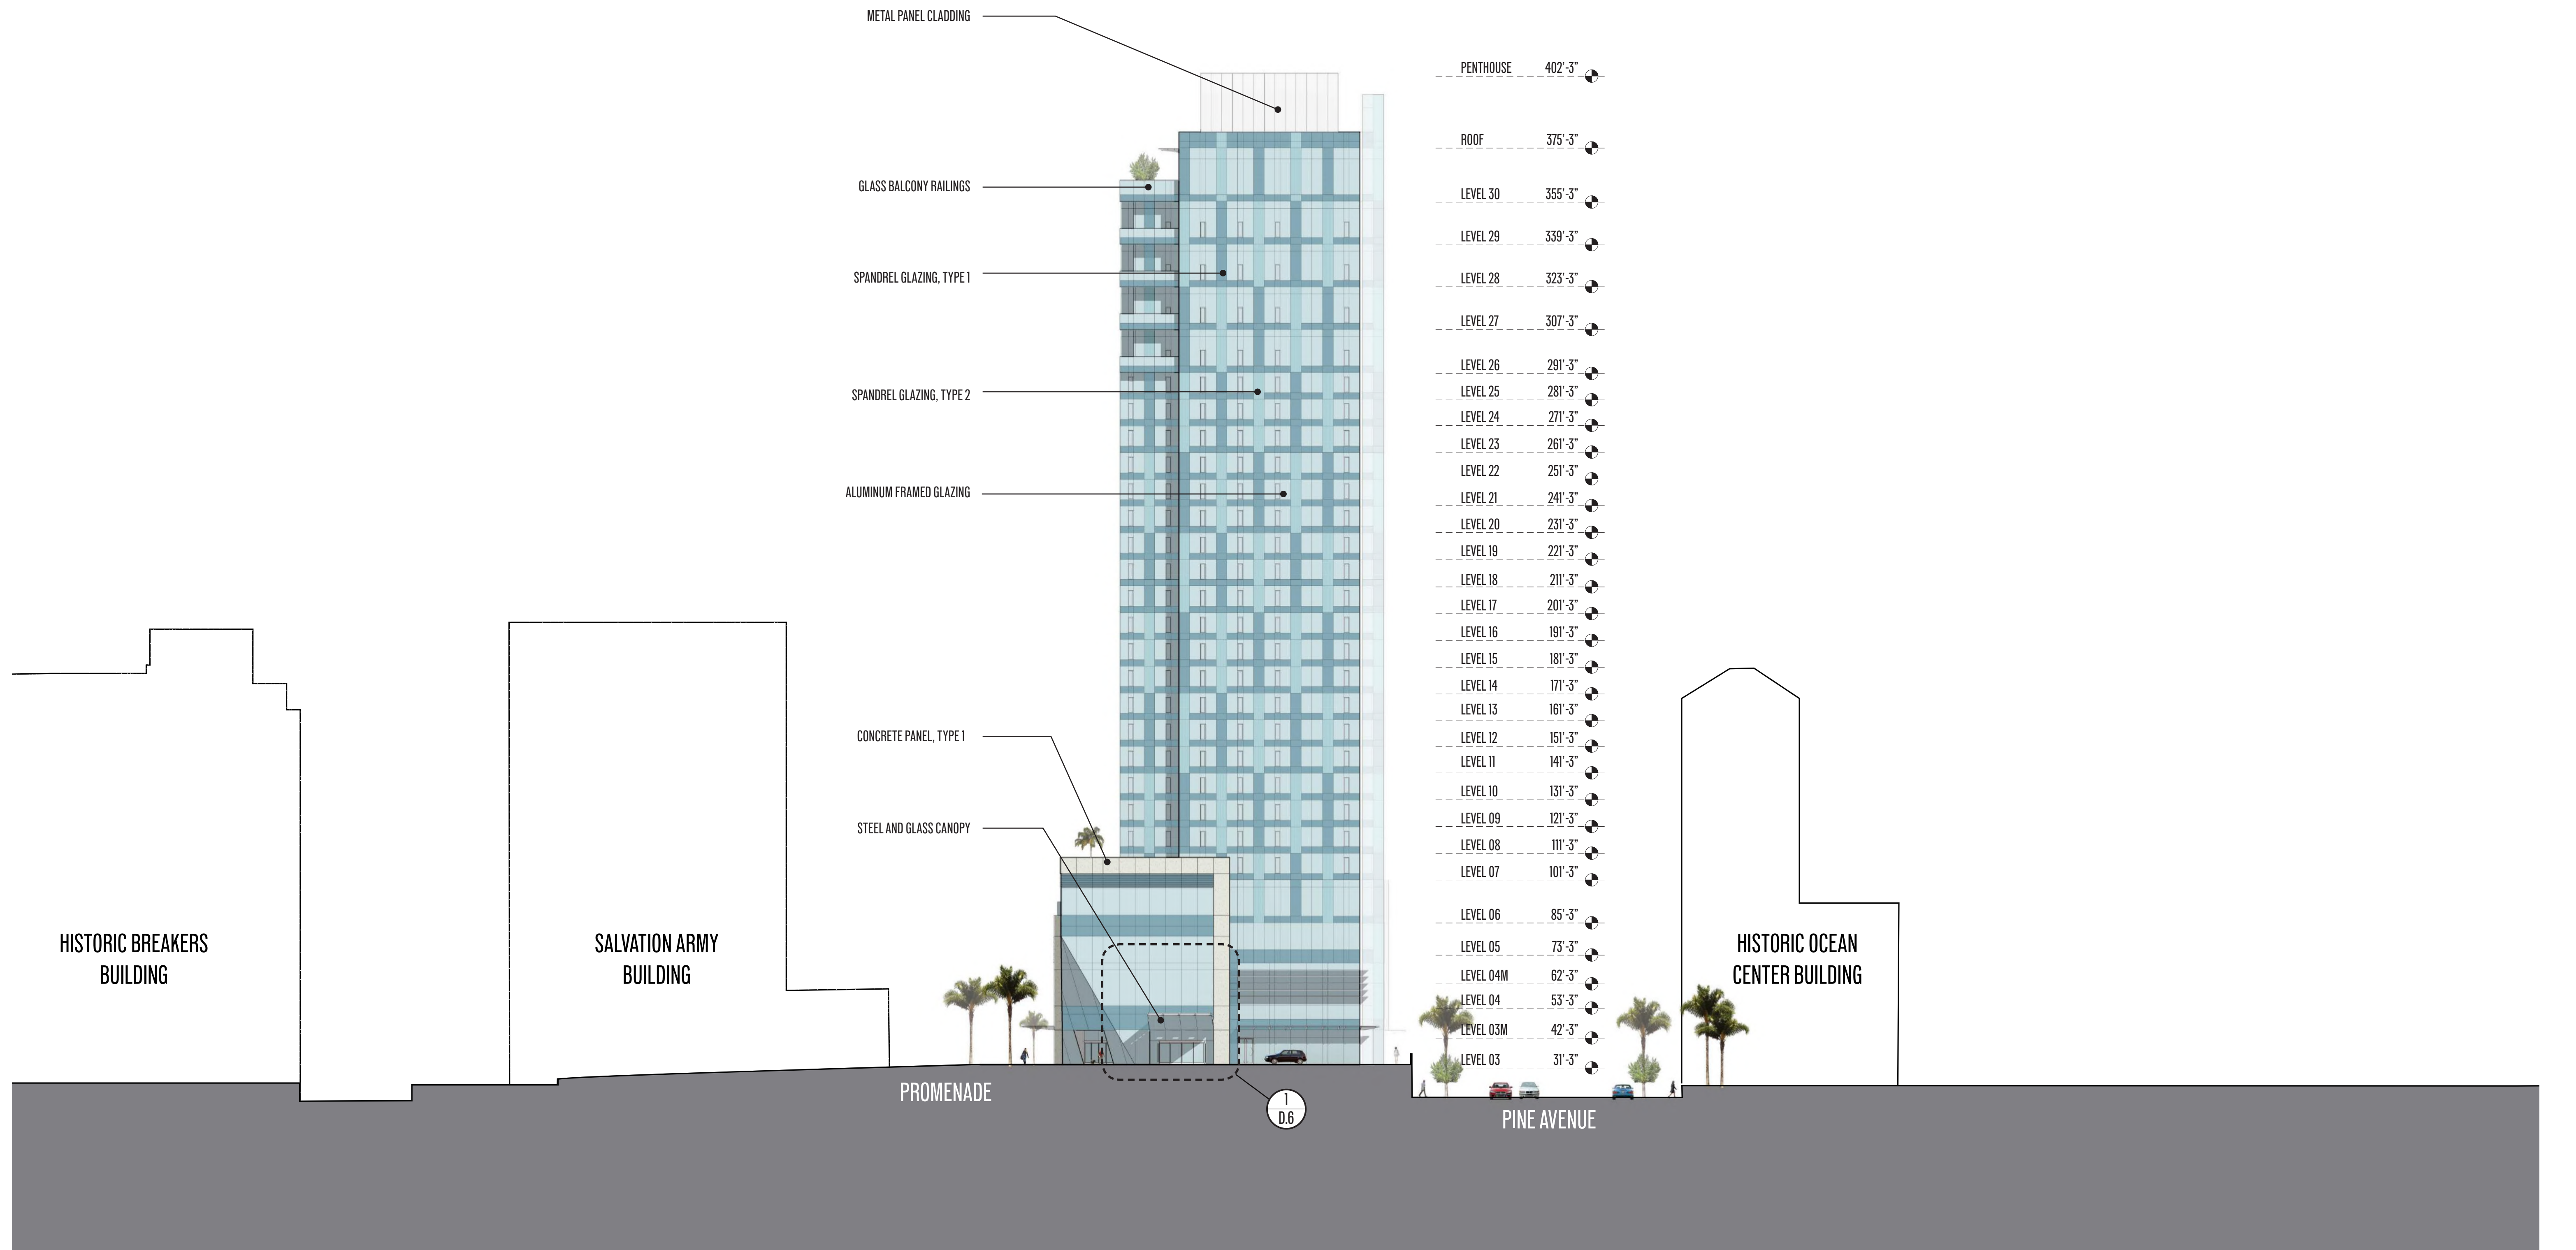 METAL PANEL CLADDING
GLASS BALCONY RAILINGS
SPANDREL GLAZING, TYPE 1
SPANDREL GLAZING, TYPE 2
ALUMINUM FRAMED GLAZING
CONCRETE PANEL, TYPE 1
STEEL AND GLASS CANOPY
PENTHOUSE 402'-3"
ROOF 375'-3"
LEVEL 30 355'-3"
LEVEL 29 339'-3"
LEVEL 28 323'-3"
LEVEL 27 307'-3"
LEVEL 26 291'-3"
LEVEL 25 281'-3"
LEVEL 24 271'-3"
LEVEL 23 261'-3"
LEVEL 22 251'-3"
LEVEL 21 241'-3"
LEVEL 20 231'-3"
LEVEL 19 221'-3"
LEVEL 18 211'-3"
LEVEL 17 201'-3"
LEVEL 16 191'-3"
LEVEL 15 181'-3"
LEVEL 14 171'-3"
LEVEL 13 161'-3"
LEVEL 12 151'-3"
LEVEL 11 141'-3"
LEVEL 10 131'-3"
LEVEL 09 121'-3"
LEVEL 08 111'-3"
LEVEL 07 101'-3"
LEVEL 06 85'-3"
LEVEL 05 73'-3"
LEVEL 04M 62'-3"
LEVEL 04 53'-3"
LEVEL 03M 42'-3"
LEVEL 03 31'-3"
HISTORIC BREAKERS
BUILDING
SALVATION ARMY
BUILDING
HISTORIC OCEAN
CENTER BUILDING
PROMENADE
1
D.6
PINE AVENUE